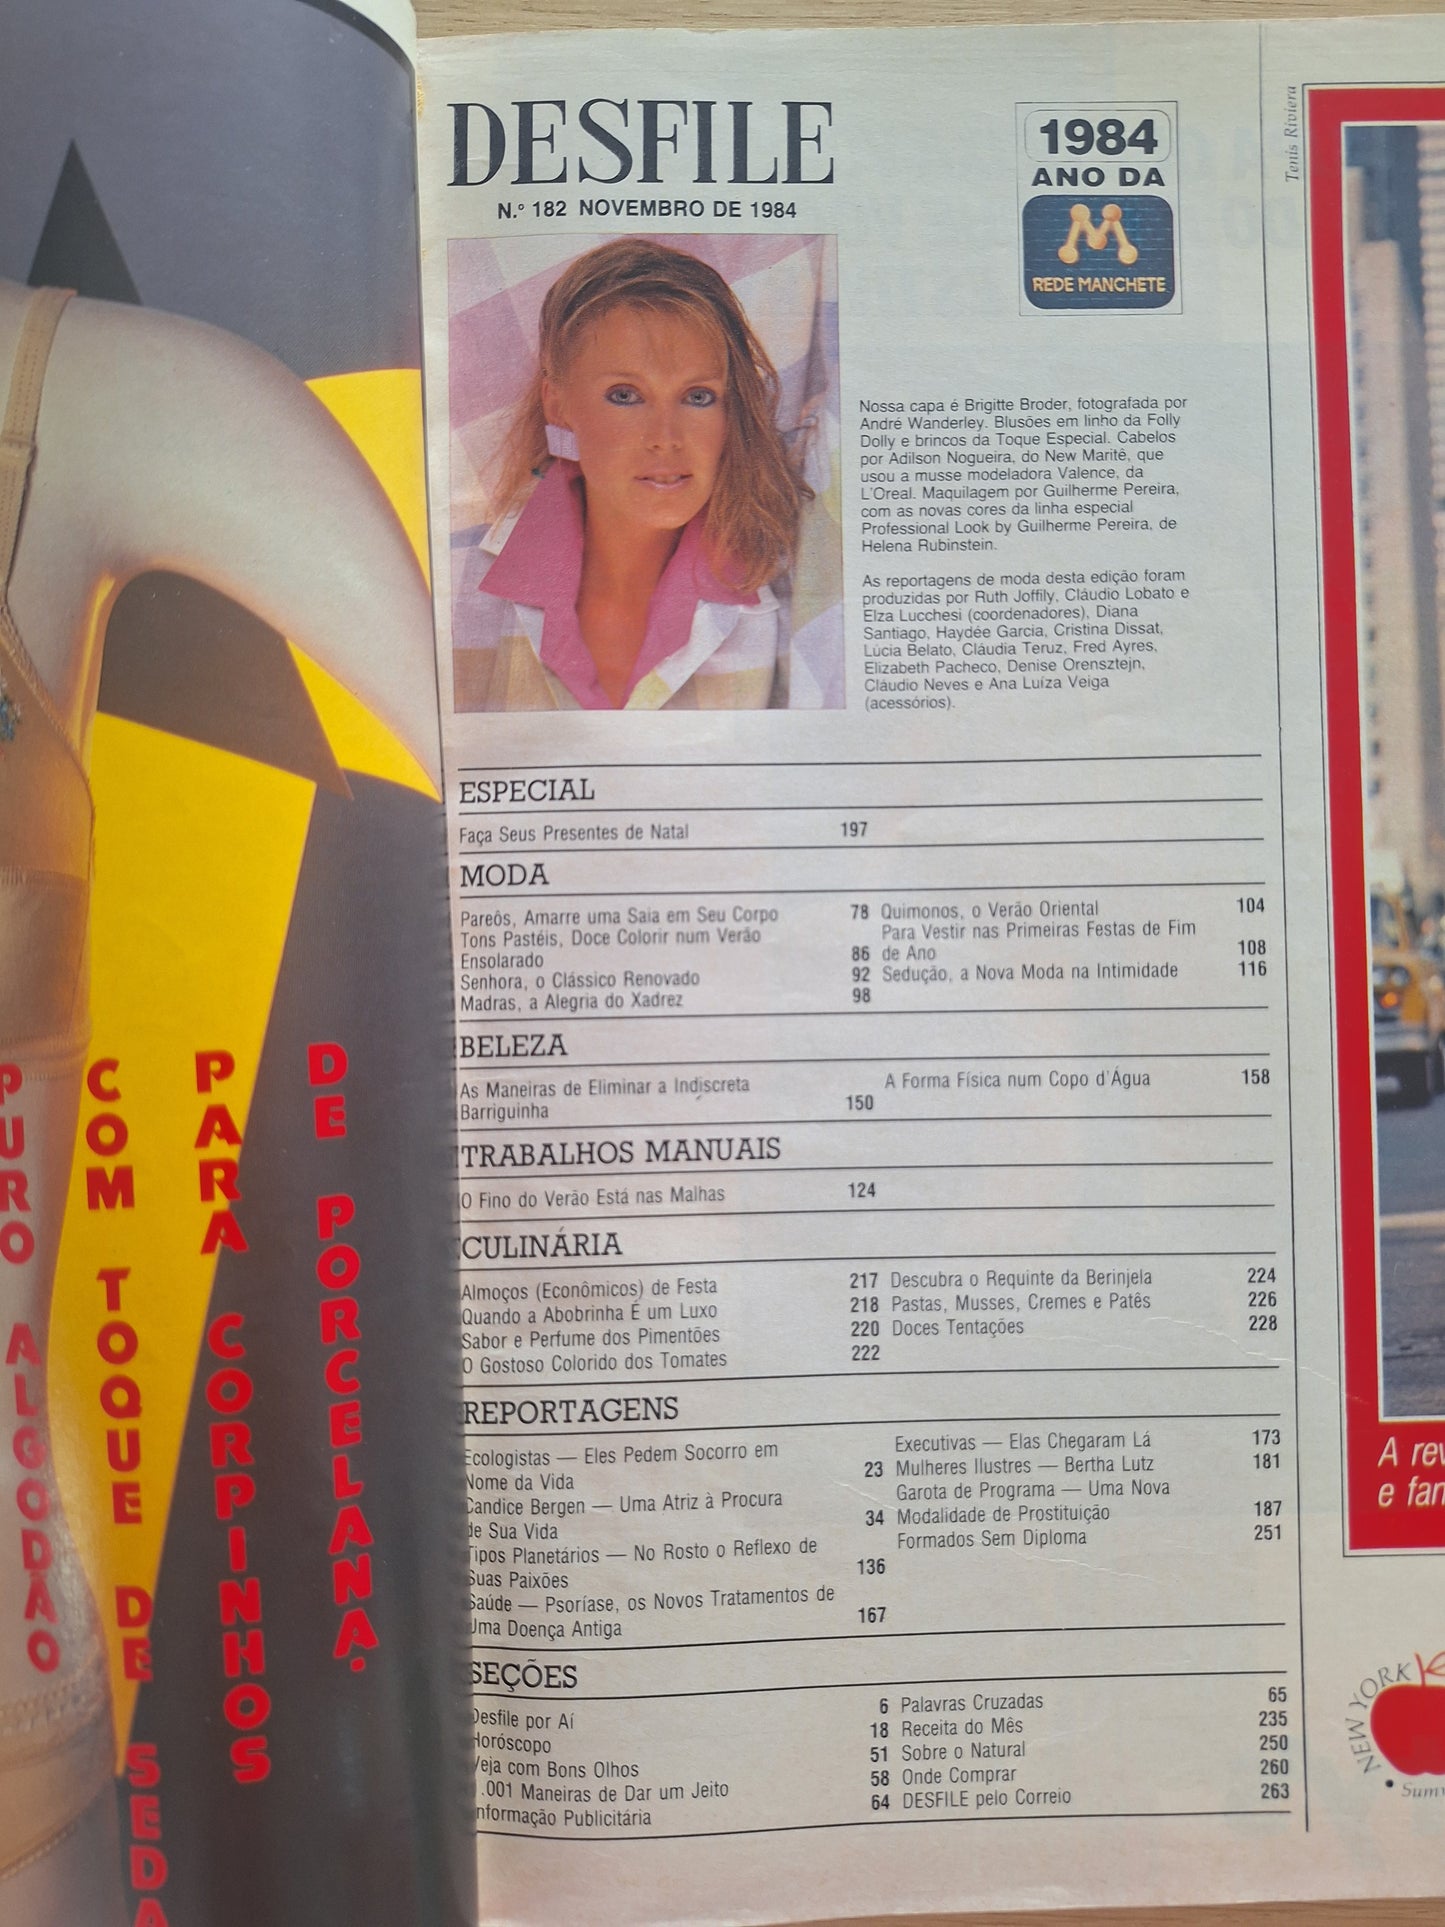 PURO ALGODÃO
COM TOQUE DE SEDA
PARA CORPINHOS
DE PORCELANA.
DESFILE
N.º 182 NOVEMBRO DE 1984
1984
ANO DA
M
REDE MANCHETE
Nossa capa é Brigitte Broder, fotografada por
André Wanderley. Blusões em linho da Folly
Dolly e brincos da Toque Especial. Cabelos
por Adilson Nogueira, do New Maritê, que
usou a musse modeladora Valence, da
L'Oreal. Maquilagem por Guilherme Pereira,
com as novas cores da linha especial
Professional Look by Guilherme Pereira, de
Helena Rubinstein.
As reportagens de moda desta edição foram
produzidas por Ruth Joffily, Cláudio Lobato e
Elza Lucchesi (coordenadores), Diana
Santiago, Haydée Garcia, Cristina Dissat,
Lúcia Belato, Cláudia Teruz, Fred Ayres,
Elizabeth Pacheco, Denise Orensztejn,
Cláudio Neves e Ana Luíza Veiga
(acessórios).
ESPECIAL
Faça Seus Presentes de Natal 197
MODA
Pareôs, Amarre uma Saia em Seu Corpo 78
Tons Pastéis, Doce Colorir num Verão
Ensolarado 86
Senhora, o Clássico Renovado 92
Madras, a Alegria do Xadrez 98
Quimonos, o Verão Oriental 104
Para Vestir nas Primeiras Festas de Fim
de Ano 108
Sedução, a Nova Moda na Intimidade 116
BELEZA
As Maneiras de Eliminar a Indiscreta
Barriguinha 150
A Forma Física num Copo d'Água 158
TRABALHOS MANUAIS
O Fino do Verão Está nas Malhas 124
CULINÁRIA
Almoços (Econômicos) de Festa 217
Quando a Abobrinha É um Luxo 218
Sabor e Perfume dos Pimentões 220
O Gostoso Colorido dos Tomates 222
Descubra o Requinte da Berinjela 224
Pastas, Musses, Cremes e Patês 226
Doces Tentações 228
REPORTAGENS
Ecologistas — Eles Pedem Socorro em
Nome da Vida 23
Candice Bergen — Uma Atriz à Procura
de Sua Vida 34
Tipos Planetários — No Rosto o Reflexo de
Suas Paixões 136
Saúde — Psoríase, os Novos Tratamentos de
Uma Doença Antiga 167
Executivas — Elas Chegaram Lá 173
Mulheres Ilustres — Bertha Lutz 181
Garota de Programa — Uma Nova
Modalidade de Prostituição 187
Formados Sem Diploma 251
SEÇÕES
Desfile por Aí 6
Horóscopo 18
Veja com Bons Olhos 51
1.001 Maneiras de Dar um Jeito 58
Informação Publicitária 64
Palavras Cruzadas 65
Receita do Mês 235
Sobre o Natural 250
Onde Comprar 260
DESFILE pelo Correio 263
Tenis Riviera
A rev
e fan
NEW YORK